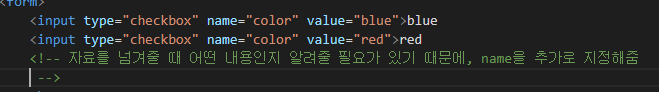 <form>
<input type="checkbox" name="color" value="blue">blue
<input type="checkbox" name="color" value="red">red
<!-- 자료를 넘겨줄 때 어떤 내용인지 알려줄 필요가 있기 때문에, name을 추가로 지정해줌
-->